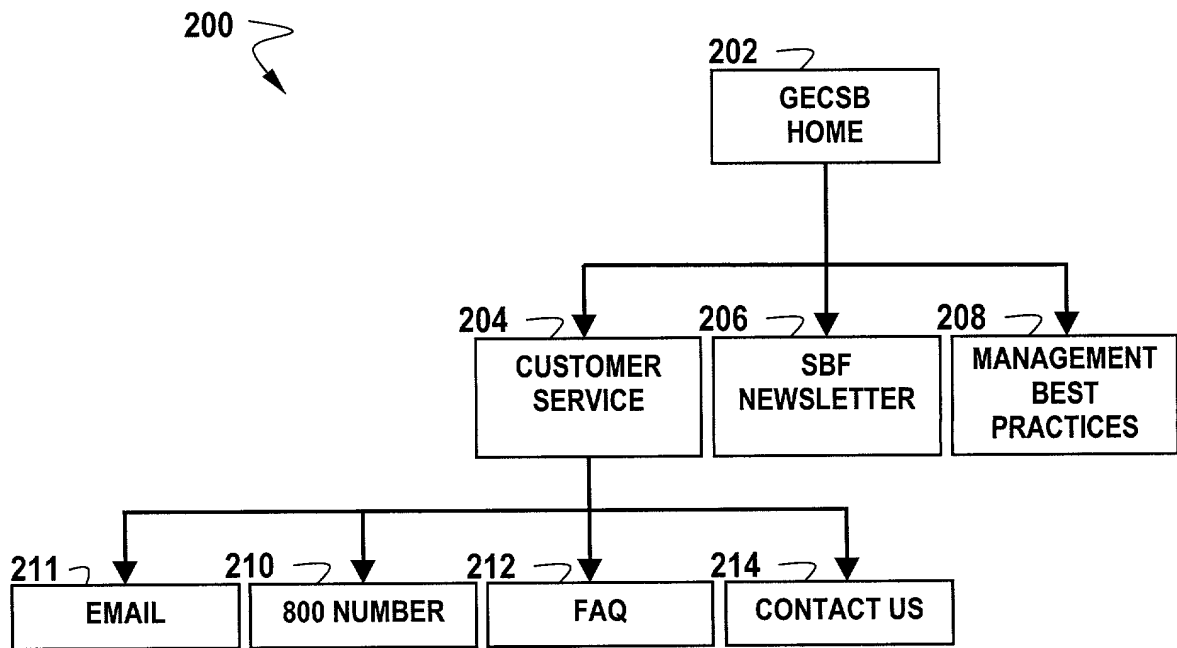 200
202
GECSB
HOME
204
CUSTOMER
SERVICE
206
SBF
NEWSLETTER
208
MANAGEMENT
BEST
PRACTICES
211
EMAIL
210
800 NUMBER
212
FAQ
214
CONTACT US